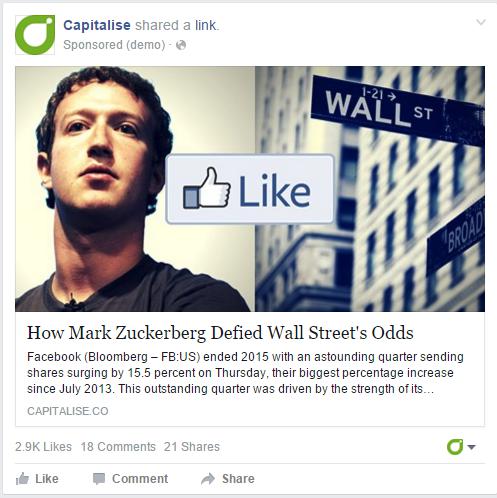 Capitalise shared a link.
Sponsored (demo) ·
1-21 →
WALL ST
Like
BROAD
How Mark Zuckerberg Defied Wall Street's Odds
Facebook (Bloomberg – FB:US) ended 2015 with an astounding quarter sending
shares surging by 15.5 percent on Thursday, their biggest percentage increase
since July 2013. This outstanding quarter was driven by the strength of its…
CAPITALISE.CO
2.9K Likes 18 Comments 21 Shares
Like Comment Share